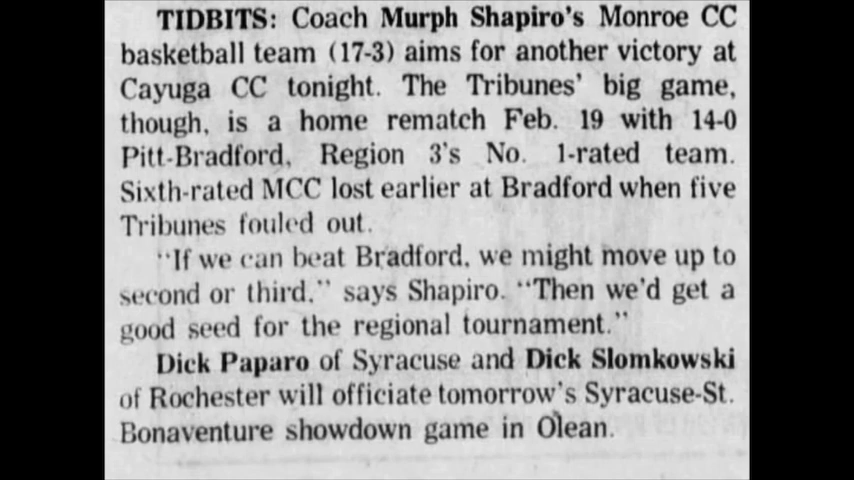 TIDBITS: Coach Murph Shapiro's Monroe CC
basketball team (17-3) aims for another victory at
Cayuga CC tonight. The Tribunes' big game,
though, is a home rematch Feb. 19 with 14-0
Pitt-Bradford, Region 3's No. 1-rated team.
Sixth-rated MCC lost earlier at Bradford when five
Tribunes fouled out.
"If we can beat Bradford, we might move up to
second or third," says Shapiro. "Then we'd get a
good seed for the regional tournament."
Dick Paparo of Syracuse and Dick Slomkowski
of Rochester will officiate tomorrow's Syracuse-St.
Bonaventure showdown game in Olean.